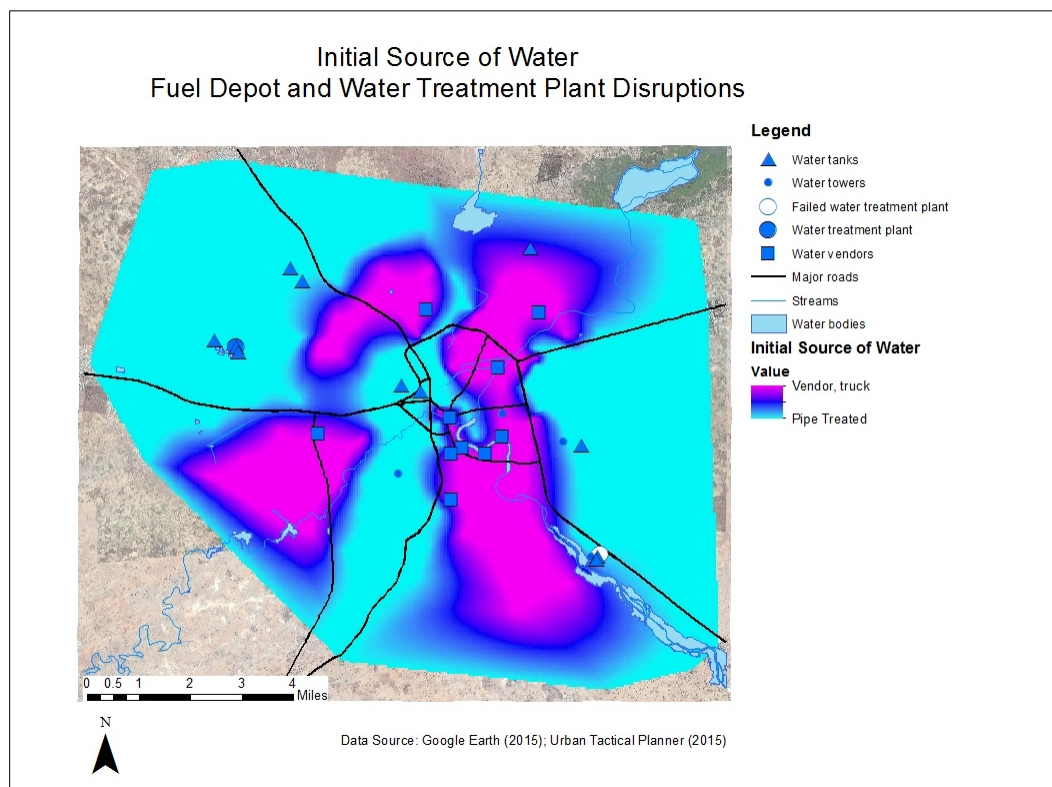 Initial Source of Water
Fuel Depot and Water Treatment Plant Disruptions
Legend
Water tanks
Water towers
Failed water treatment plant
Water treatment plant
Water vendors
Major roads
Streams
Water bodies
Initial Source of Water
Value
Vendor, truck
Pipe Treated
0 0.5 1 2 3 4
Miles
N
Data Source: Google Earth (2015); Urban Tactical Planner (2015)